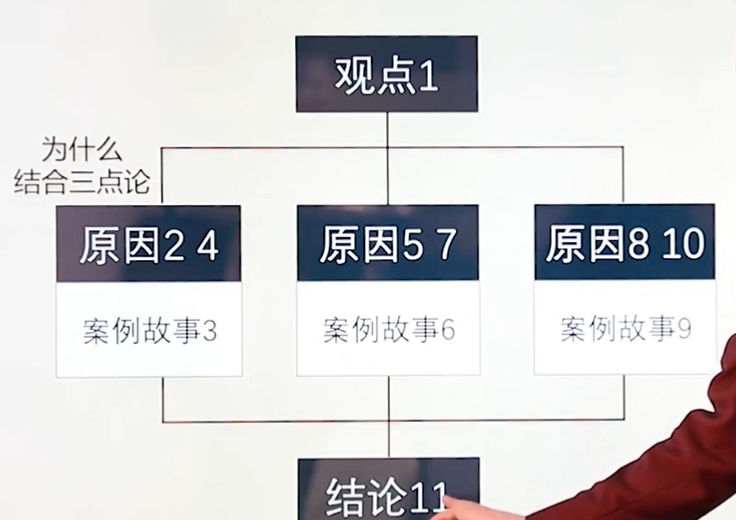 观点1
为什么
结合三点论
原因2 4
原因5 7
原因8 10
案例故事3
案例故事6
案例故事9
结论11